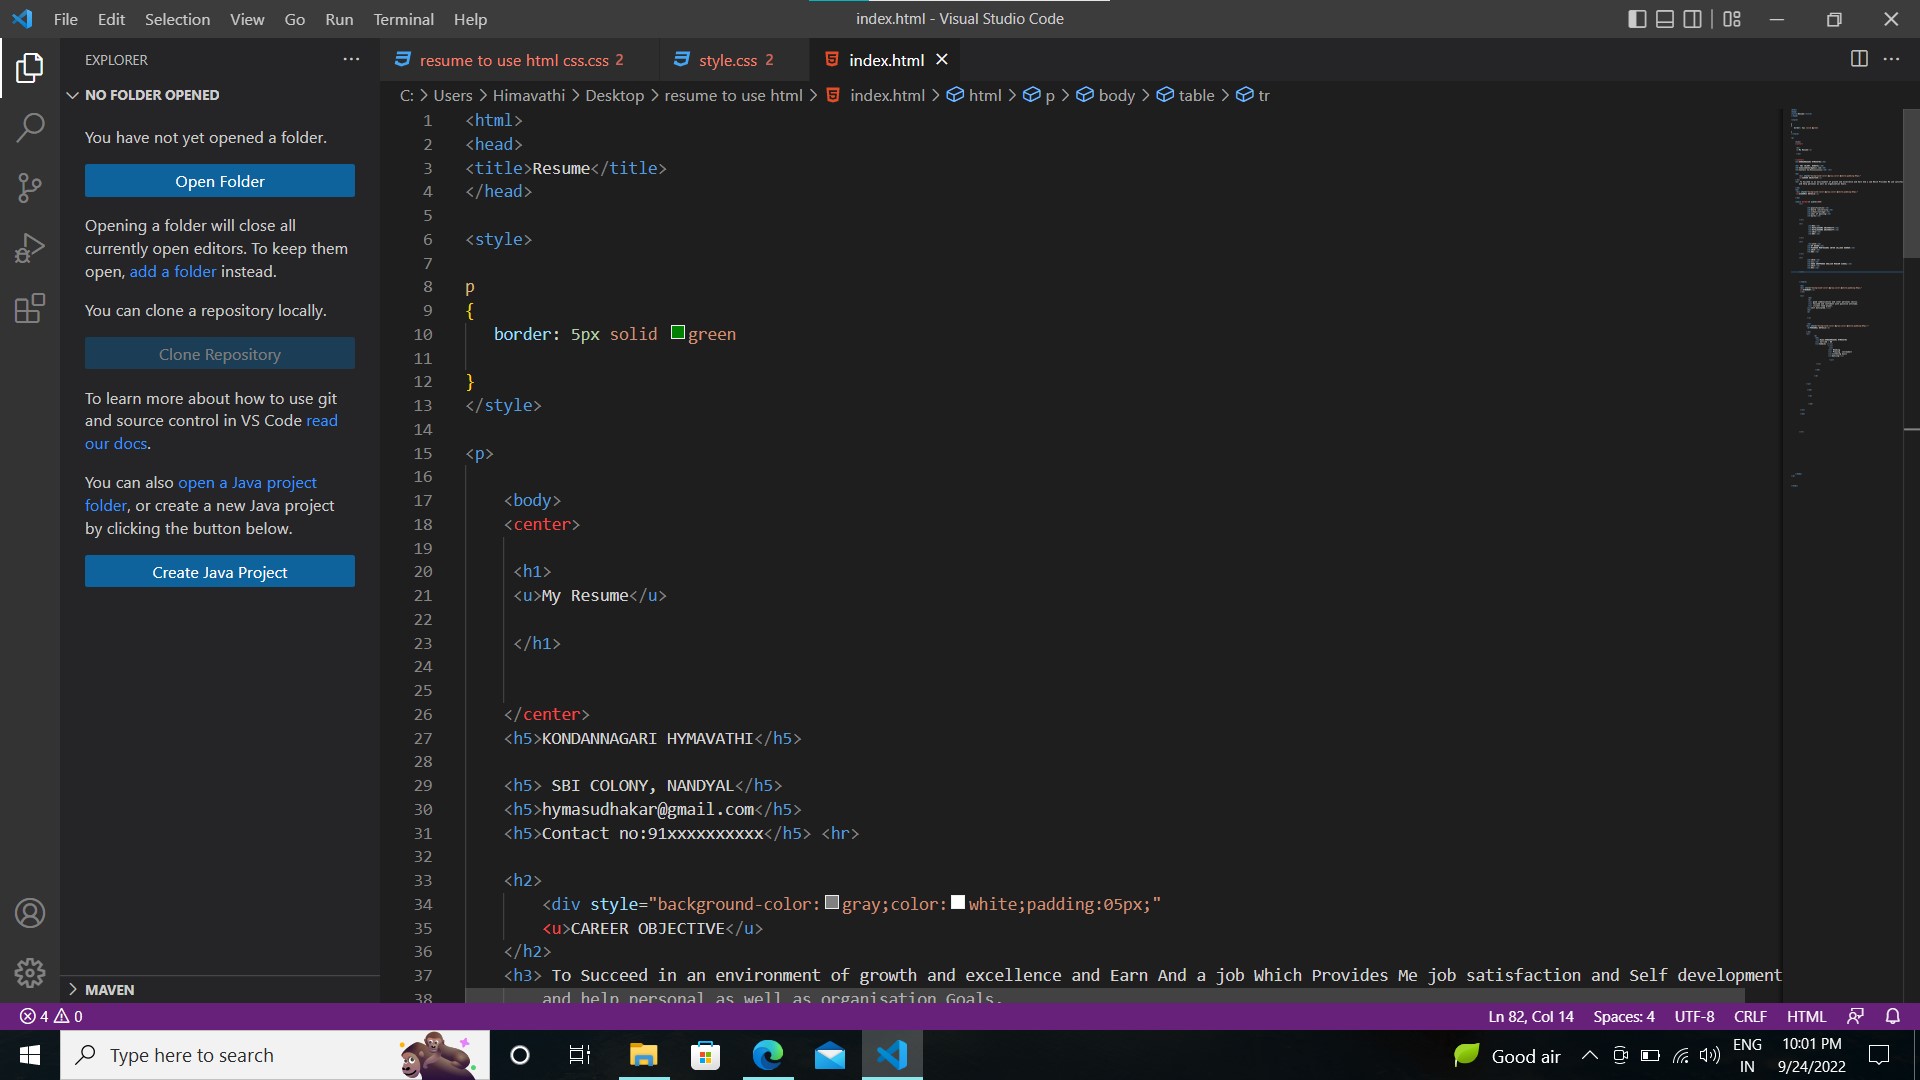 File Edit Selection View Go Run Terminal Help
index.html - Visual Studio Code
EXPLORER
NO FOLDER OPENED
You have not yet opened a folder.
Open Folder
Opening a folder will close all
currently open editors. To keep them
open, add a folder instead.
You can clone a repository locally.
Clone Repository
To learn more about how to use git
and source control in VS Code read
our docs.
You can also open a Java project
folder, or create a new Java project
by clicking the button below.
Create Java Project
MAVEN
resume to use html css.css 2
style.css 2
index.html
C: > Users > Himavathi > Desktop > resume to use html > index.html > html > p > body > table > tr
1 <html>
2 <head>
3 <title>Resume</title>
4 </head>
5
6 <style>
7
8 p
9 {
10 border: 5px solid green
11
12 }
13 </style>
14
15 <p>
16
17 <body>
18 <center>
19
20 <h1>
21 <u>My Resume</u>
22
23 </h1>
24
25
26 </center>
27 <h5>KONDANNAGARI HYMAVATHI</h5>
28
29 <h5> SBI COLONY, NANDYAL</h5>
30 <h5>hymasudhakar@gmail.com</h5>
31 <h5>Contact no:91xxxxxxxxxx</h5> <hr>
32
33 <h2>
34 <div style="background-color:gray;color:white;padding:05px;"
35 <u>CAREER OBJECTIVE</u>
36 </h2>
37 <h3> To Succeed in an environment of growth and excellence and Earn And a job Which Provides Me job satisfaction and Self development
38 and help personal as well as organisation Goals.
4 0
Ln 82, Col 14 Spaces: 4 UTF-8 CRLF HTML
Type here to search
Good air
ENG
IN
10:01 PM
9/24/2022